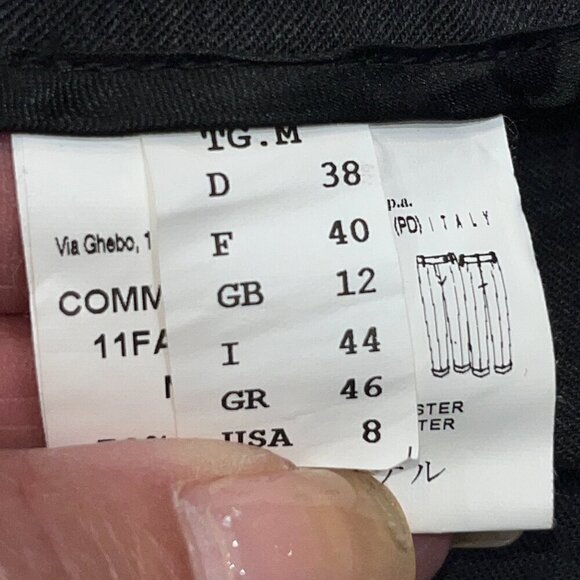 TG.M
D 38
F 40
GB 12
I 44
GR 46
USA 8
Via Ghebo, 1
COMM
11FA
p.a.
(PD) ITALY
STER
TER